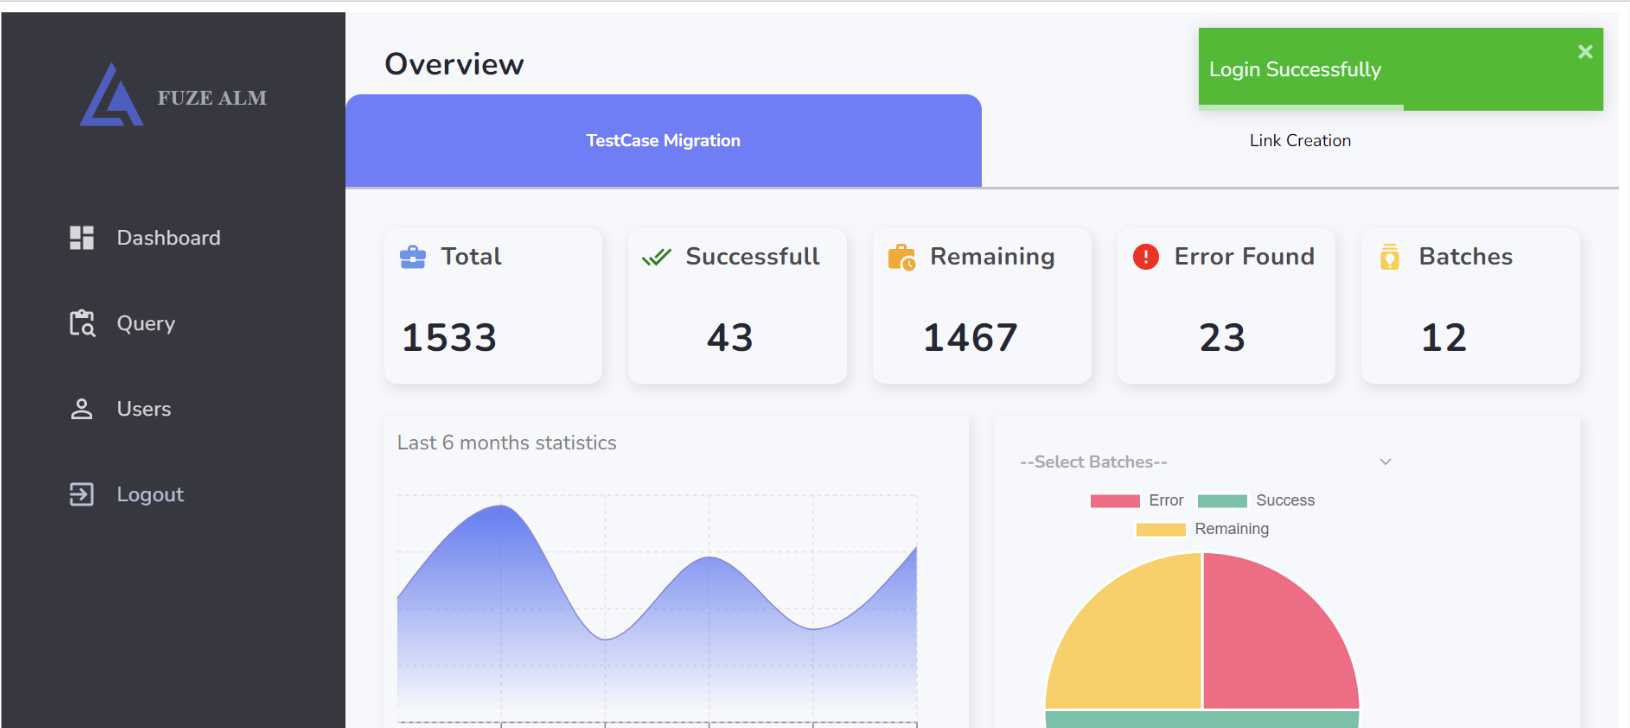 FUZE ALM
Dashboard
Query
Users
Logout
Overview
Login Successfully
TestCase Migration
Link Creation
Total
1533
Successfull
43
Remaining
1467
Error Found
23
Batches
12
Last 6 months statistics
--Select Batches--
Error
Success
Remaining